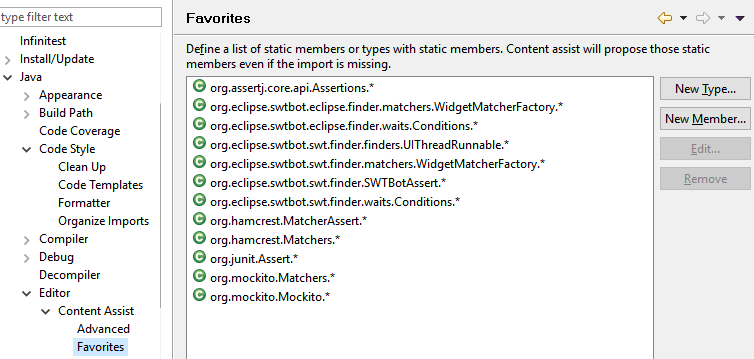 type filter text
Infinitest
Install/Update
Java
Appearance
Build Path
Code Coverage
Code Style
Clean Up
Code Templates
Formatter
Organize Imports
Compiler
Debug
Decompiler
Editor
Content Assist
Advanced
Favorites
Favorites
Define a list of static members or types with static members. Content assist will propose those static
members even if the import is missing.
org.assertj.core.api.Assertions.*
org.eclipse.swtbot.eclipse.finder.matchers.WidgetMatcherFactory.*
org.eclipse.swtbot.eclipse.finder.waits.Conditions.*
org.eclipse.swtbot.swt.finder.finders.UIThreadRunnable.*
org.eclipse.swtbot.swt.finder.matchers.WidgetMatcherFactory.*
org.eclipse.swtbot.swt.finder.SWTBotAssert.*
org.eclipse.swtbot.swt.finder.waits.Conditions.*
org.hamcrest.MatcherAssert.*
org.hamcrest.Matchers.*
org.junit.Assert.*
org.mockito.Matchers.*
org.mockito.Mockito.*
New Type...
New Member...
Edit...
Remove